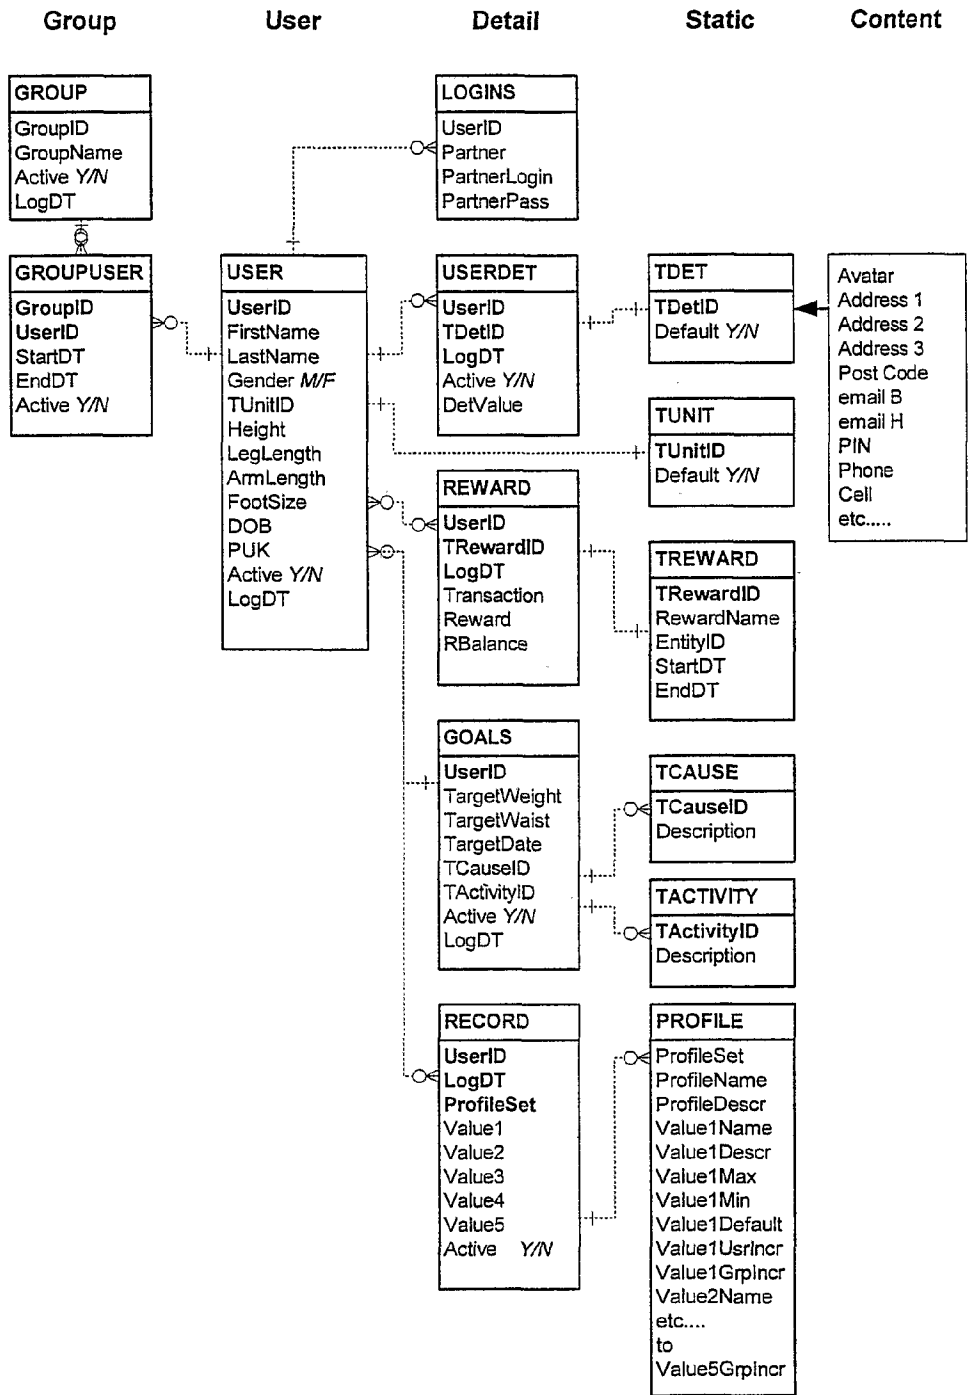 Group User Detail Static Content
GROUP
GroupID
GroupName
Active Y/N
LogDT
GROUPUSER
GroupID
UserID
StartDT
EndDT
Active Y/N
USER
UserID
FirstName
LastName
Gender M/F
TUnitID
Height
LegLength
ArmLength
FootSize
DOB
PUK
Active Y/N
LogDT
LOGINS
UserID
Partner
PartnerLogin
PartnerPass
USERDET
UserID
TDetID
LogDT
Active Y/N
DetValue
REWARD
UserID
TRewardID
LogDT
Transaction
Reward
RBalance
GOALS
UserID
TargetWeight
TargetWaist
TargetDate
TCauseID
TActivityID
Active Y/N
LogDT
RECORD
UserID
LogDT
ProfileSet
Value1
Value2
Value3
Value4
Value5
Active Y/N
TDET
TDetID
Default Y/N
TUNIT
TUnitID
Default Y/N
TREWARD
TRewardID
RewardName
EntityID
StartDT
EndDT
TCAUSE
TCauseID
Description
TACTIVITY
TActivityID
Description
PROFILE
ProfileSet
ProfileName
ProfileDescr
Value1Name
Value1Descr
Value1Max
Value1Min
Value1Default
Value1UsrIncr
Value1GrpIncr
Value2Name
etc....
to
Value5GrpIncr
Avatar
Address 1
Address 2
Address 3
Post Code
email B
email H
PIN
Phone
Cell
etc.....